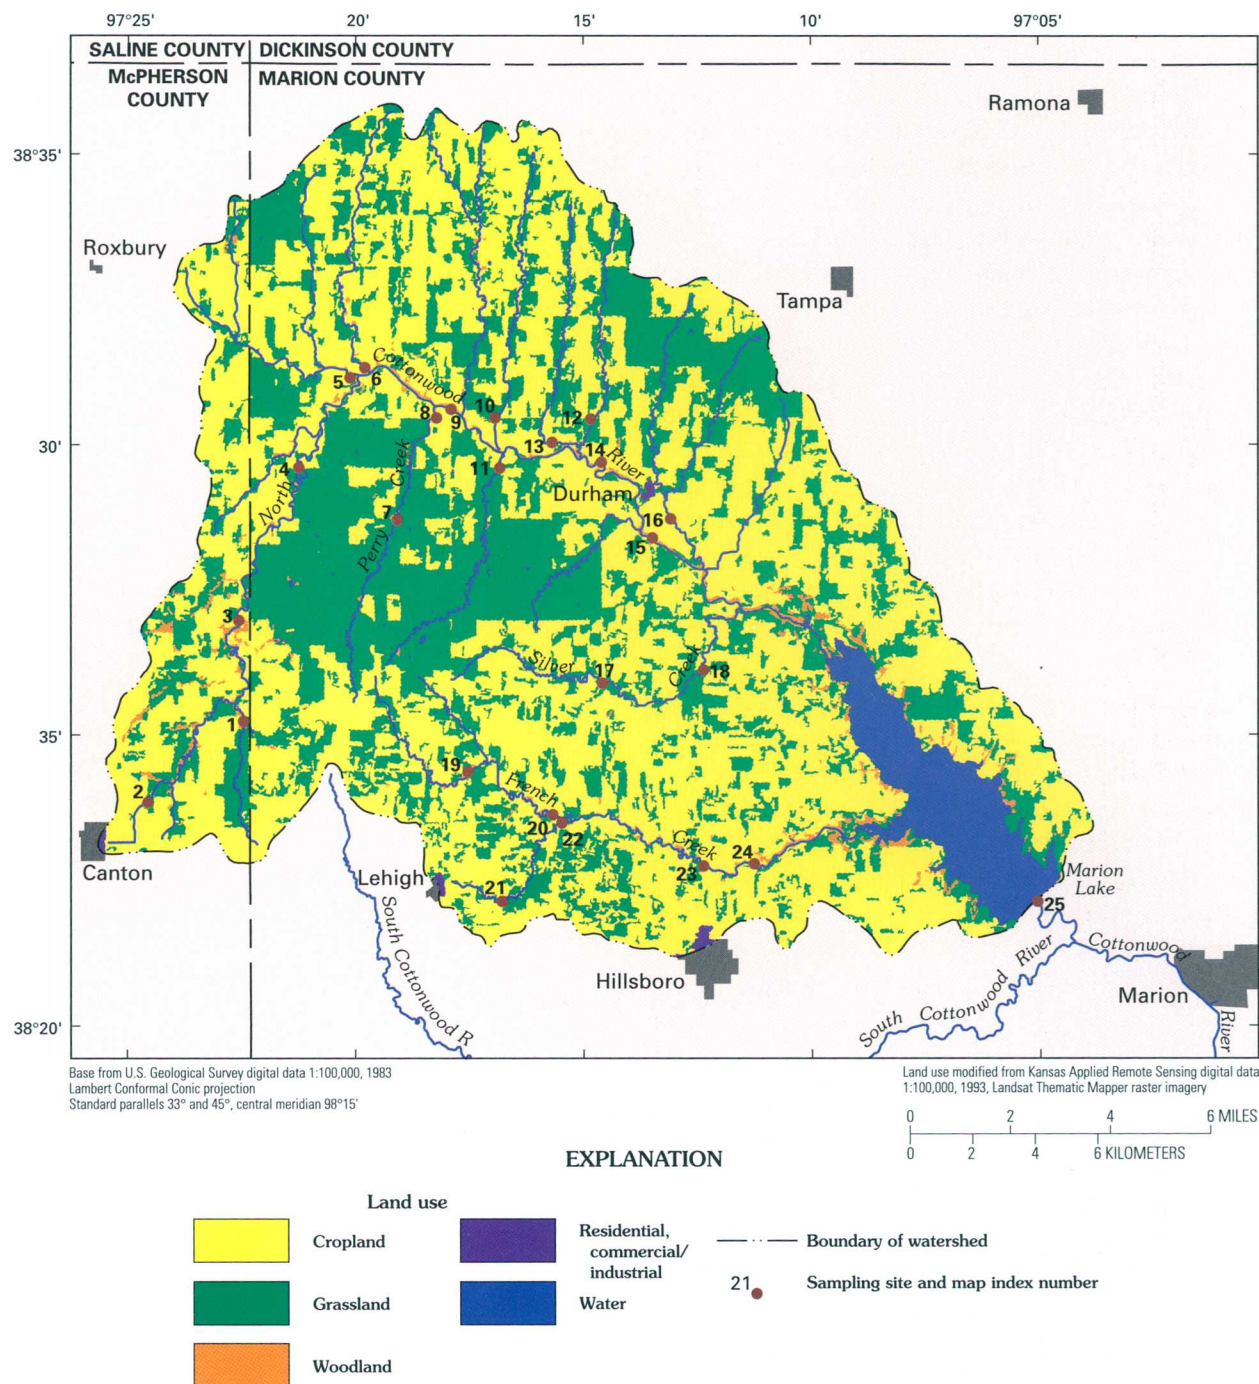 97°25'
20'
15'
10'
97°05'
SALINE COUNTY
DICKINSON COUNTY
McPHERSON
COUNTY
MARION COUNTY
Ramona
38°35'
Roxbury
Tampa
Cottonwood
5
6
8
9
10
12
30'
13
14
River
4
11
Creek
Durham
North
7
16
Perry
15
3
Silver
17
Creek
18
1
35'
19
2
French
20
22
Creek
24
23
Canton
Lehigh
21
Marion
Lake
25
South Cottonwood R
Hillsboro
South Cottonwood River
Cottonwood
Marion
River
38°20'
Base from U.S. Geological Survey digital data 1:100,000, 1983
Lambert Conformal Conic projection
Standard parallels 33° and 45°, central meridian 98°15'
Land use modified from Kansas Applied Remote Sensing digital data
1:100,000, 1993, Landsat Thematic Mapper raster imagery
0 2 4 6 MILES
0 2 4 6 KILOMETERS
EXPLANATION
Land use
Cropland
Grassland
Woodland
Residential,
commercial/
industrial
Water
Boundary of watershed
21
Sampling site and map index number